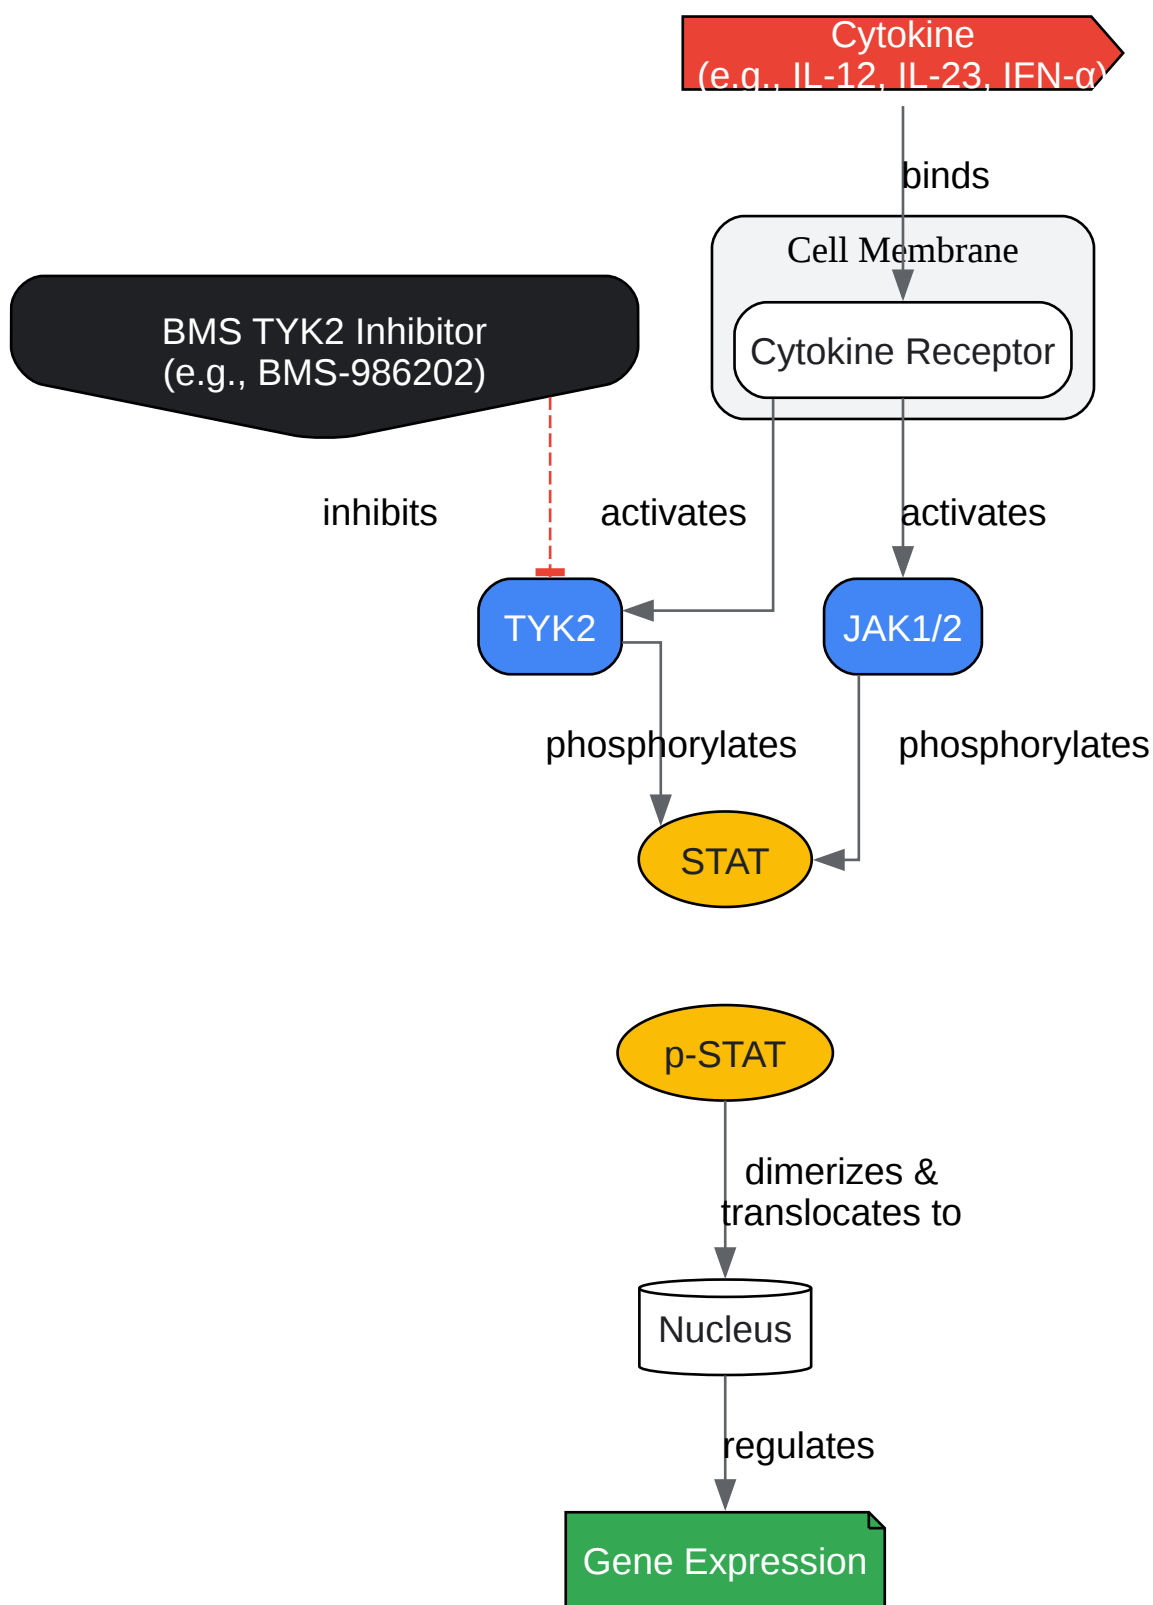 Cytokine
(e.g., IL-12, IL-23, IFN-α)
binds
Cell Membrane
Cytokine Receptor
BMS TYK2 Inhibitor
(e.g., BMS-986202)
inhibits
activates
activates
TYK2
JAK1/2
phosphorylates
phosphorylates
STAT
p-STAT
dimerizes &
translocates to
Nucleus
regulates
Gene Expression